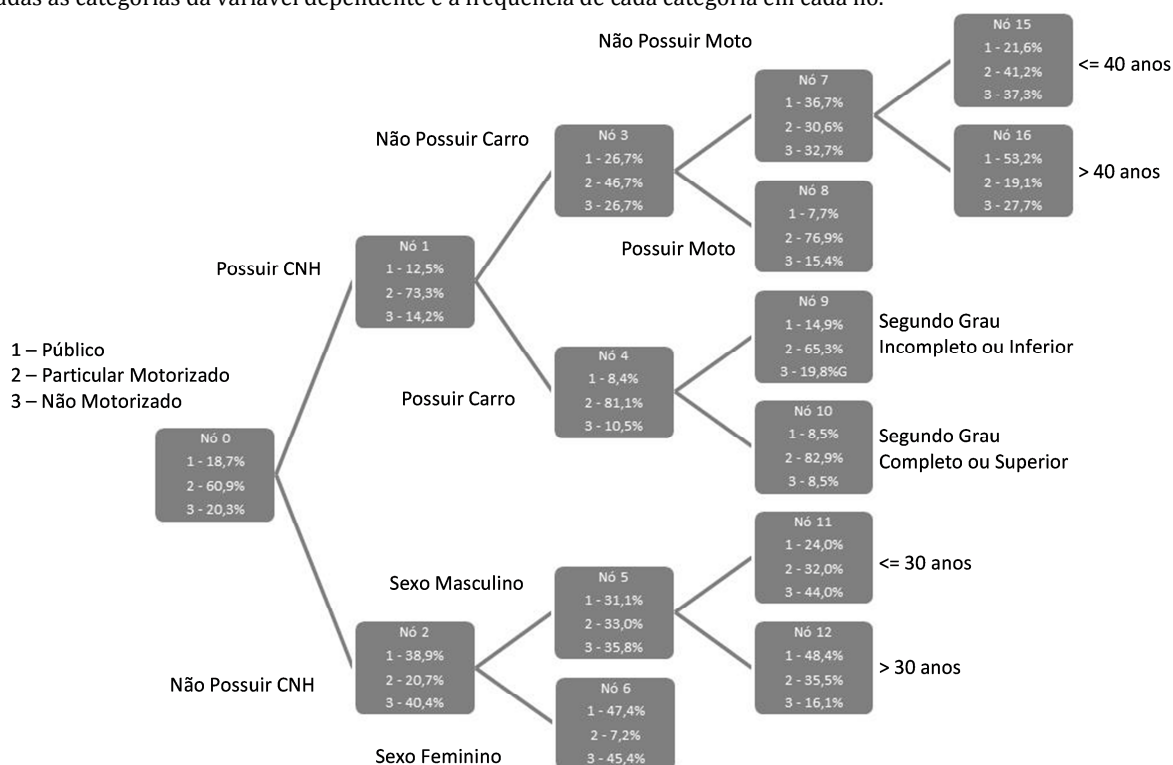 adas as categorias da variável dependente e a frequência de cada categoria em cada nó.
Não Possuir Moto
Nó 15
1 - 21,6%
2 - 41,2%
3 - 37,3%
<= 40 anos
Nó 7
1 - 36,7%
2 - 30,6%
3 - 32,7%
Não Possuir Carro
Nó 3
1 - 26,7%
2 - 46,7%
3 - 26,7%
Nó 16
1 - 53,2%
2 - 19,1%
3 - 27,7%
> 40 anos
Nó 8
1 - 7,7%
2 - 76,9%
3 - 15,4%
Possuir Moto
Possuir CNH
Nó 1
1 - 12,5%
2 - 73,3%
3 - 14,2%
Nó 9
1 - 14,9%
2 - 65,3%
3 - 19,8%G
Segundo Grau
Incompleto ou Inferior
1 – Público
2 – Particular Motorizado
3 – Não Motorizado
Nó 4
1 - 8,4%
2 - 81,1%
3 - 10,5%
Possuir Carro
Nó 10
1 - 8,5%
2 - 82,9%
3 - 8,5%
Segundo Grau
Completo ou Superior
Nó 0
1 - 18,7%
2 - 60,9%
3 - 20,3%
Nó 11
1 - 24,0%
2 - 32,0%
3 - 44,0%
<= 30 anos
Sexo Masculino
Nó 5
1 - 31,1%
2 - 33,0%
3 - 35,8%
Nó 2
1 - 38,9%
2 - 20,7%
3 - 40,4%
Não Possuir CNH
Nó 12
1 - 48,4%
2 - 35,5%
3 - 16,1%
> 30 anos
Nó 6
1 - 47,4%
2 - 7,2%
3 - 45,4%
Sexo Feminino